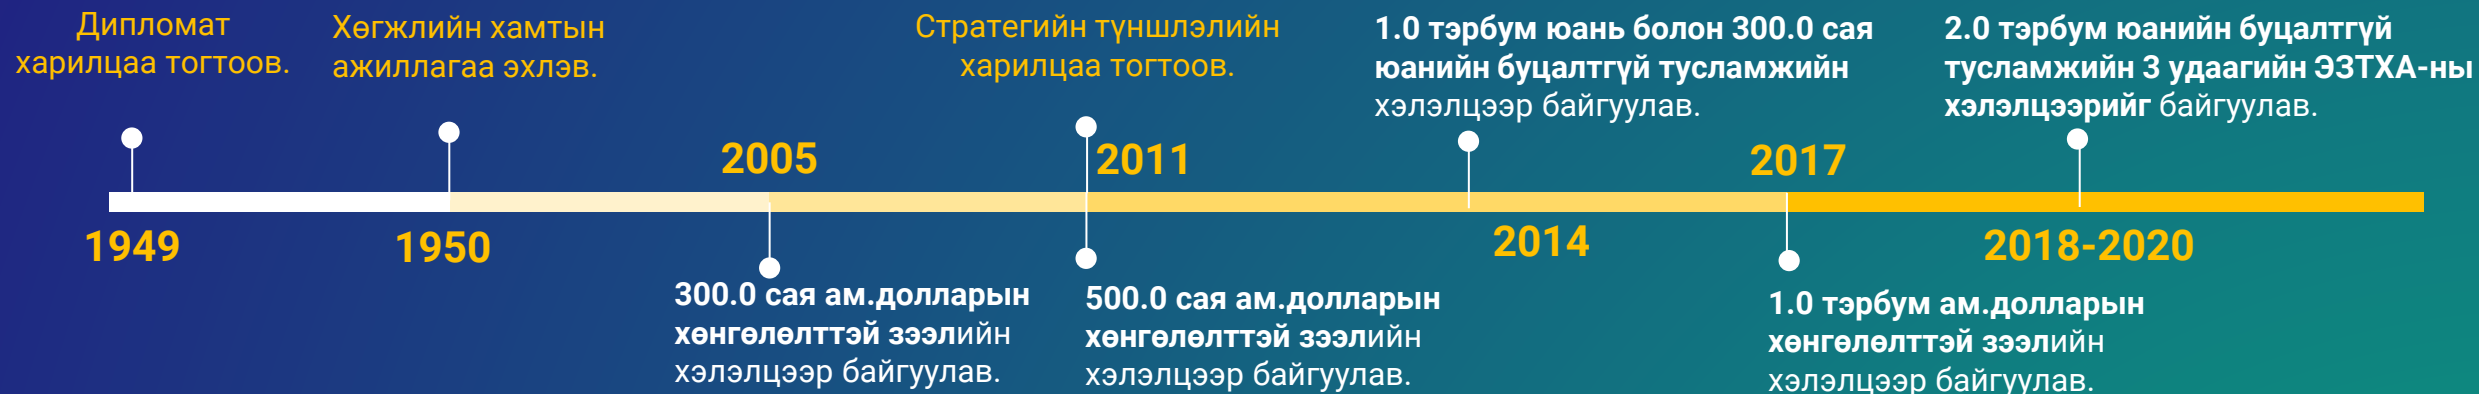 Дипломат
харилцаа тогтоов.
1949
Хөгжлийн хамтын
ажиллагаа эхлэв.
1950
2005
300.0 сая ам.долларын
хөнгөлөлттэй зээлийн
хэлэлцээр байгуулав.
Стратегийн түншлэлийн
харилцаа тогтоов.
2011
500.0 сая ам.долларын
хөнгөлөлттэй зээлийн
хэлэлцээр байгуулав.
1.0 тэрбум юань болон 300.0 сая
юанийн буцалтгүй тусламжийн
хэлэлцээр байгуулав.
2014
2017
1.0 тэрбум ам.долларын
хөнгөлөлттэй зээлийн
хэлэлцээр байгуулав.
2.0 тэрбум юанийн буцалтгүй
тусламжийн 3 удаагийн ЭЗТХА-ны
хэлэлцээрийг байгуулав.
2018-2020